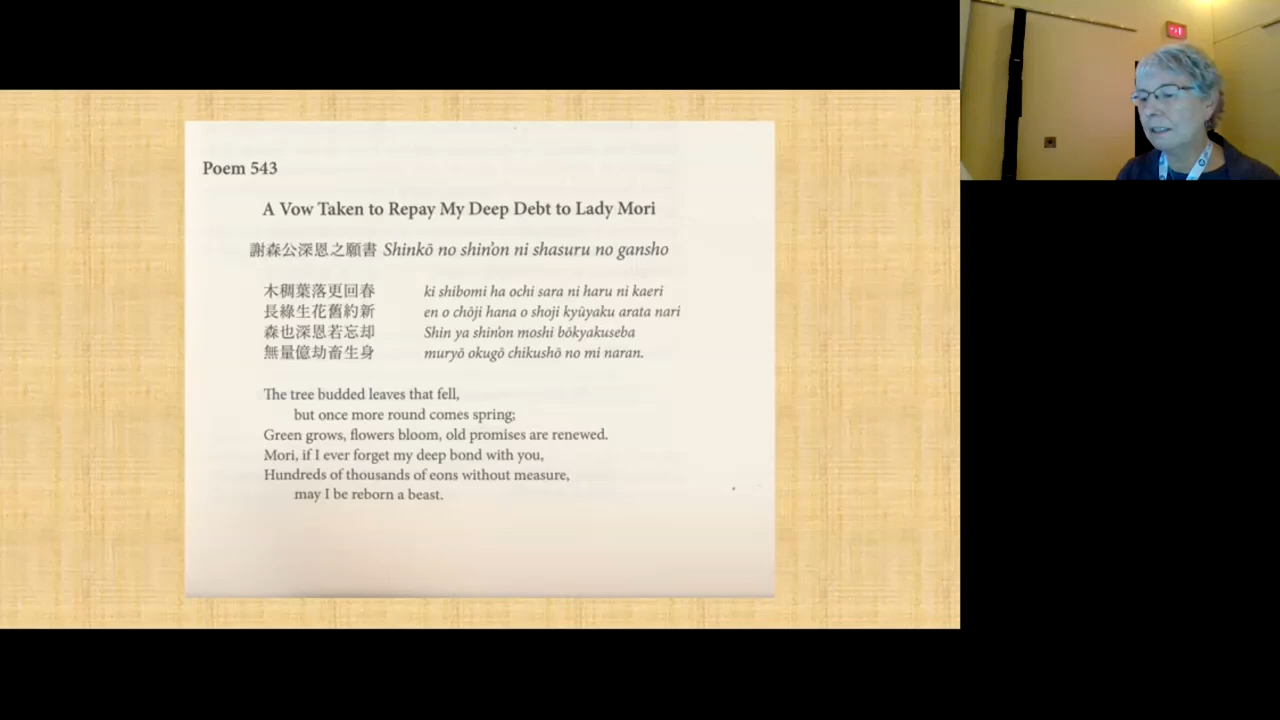 Poem 543
A Vow Taken to Repay My Deep Debt to Lady Mori
謝森公深恩之願書 Shinkō no shin'on ni shasuru no gansho
木稠葉落更回春 ki shibomi ha ochi sara ni haru ni kaeri
長綠生花舊約新 en o chōji hana o shoji kyūyaku arata nari
森也深恩若忘却 Shin ya shin'on moshi bōkyakuseba
無量億劫畜生身 muryō okugō chikushō no mi naran.
The tree budded leaves that fell,
but once more round comes spring;
Green grows, flowers bloom, old promises are renewed.
Mori, if I ever forget my deep bond with you,
Hundreds of thousands of eons without measure,
may I be reborn a beast.